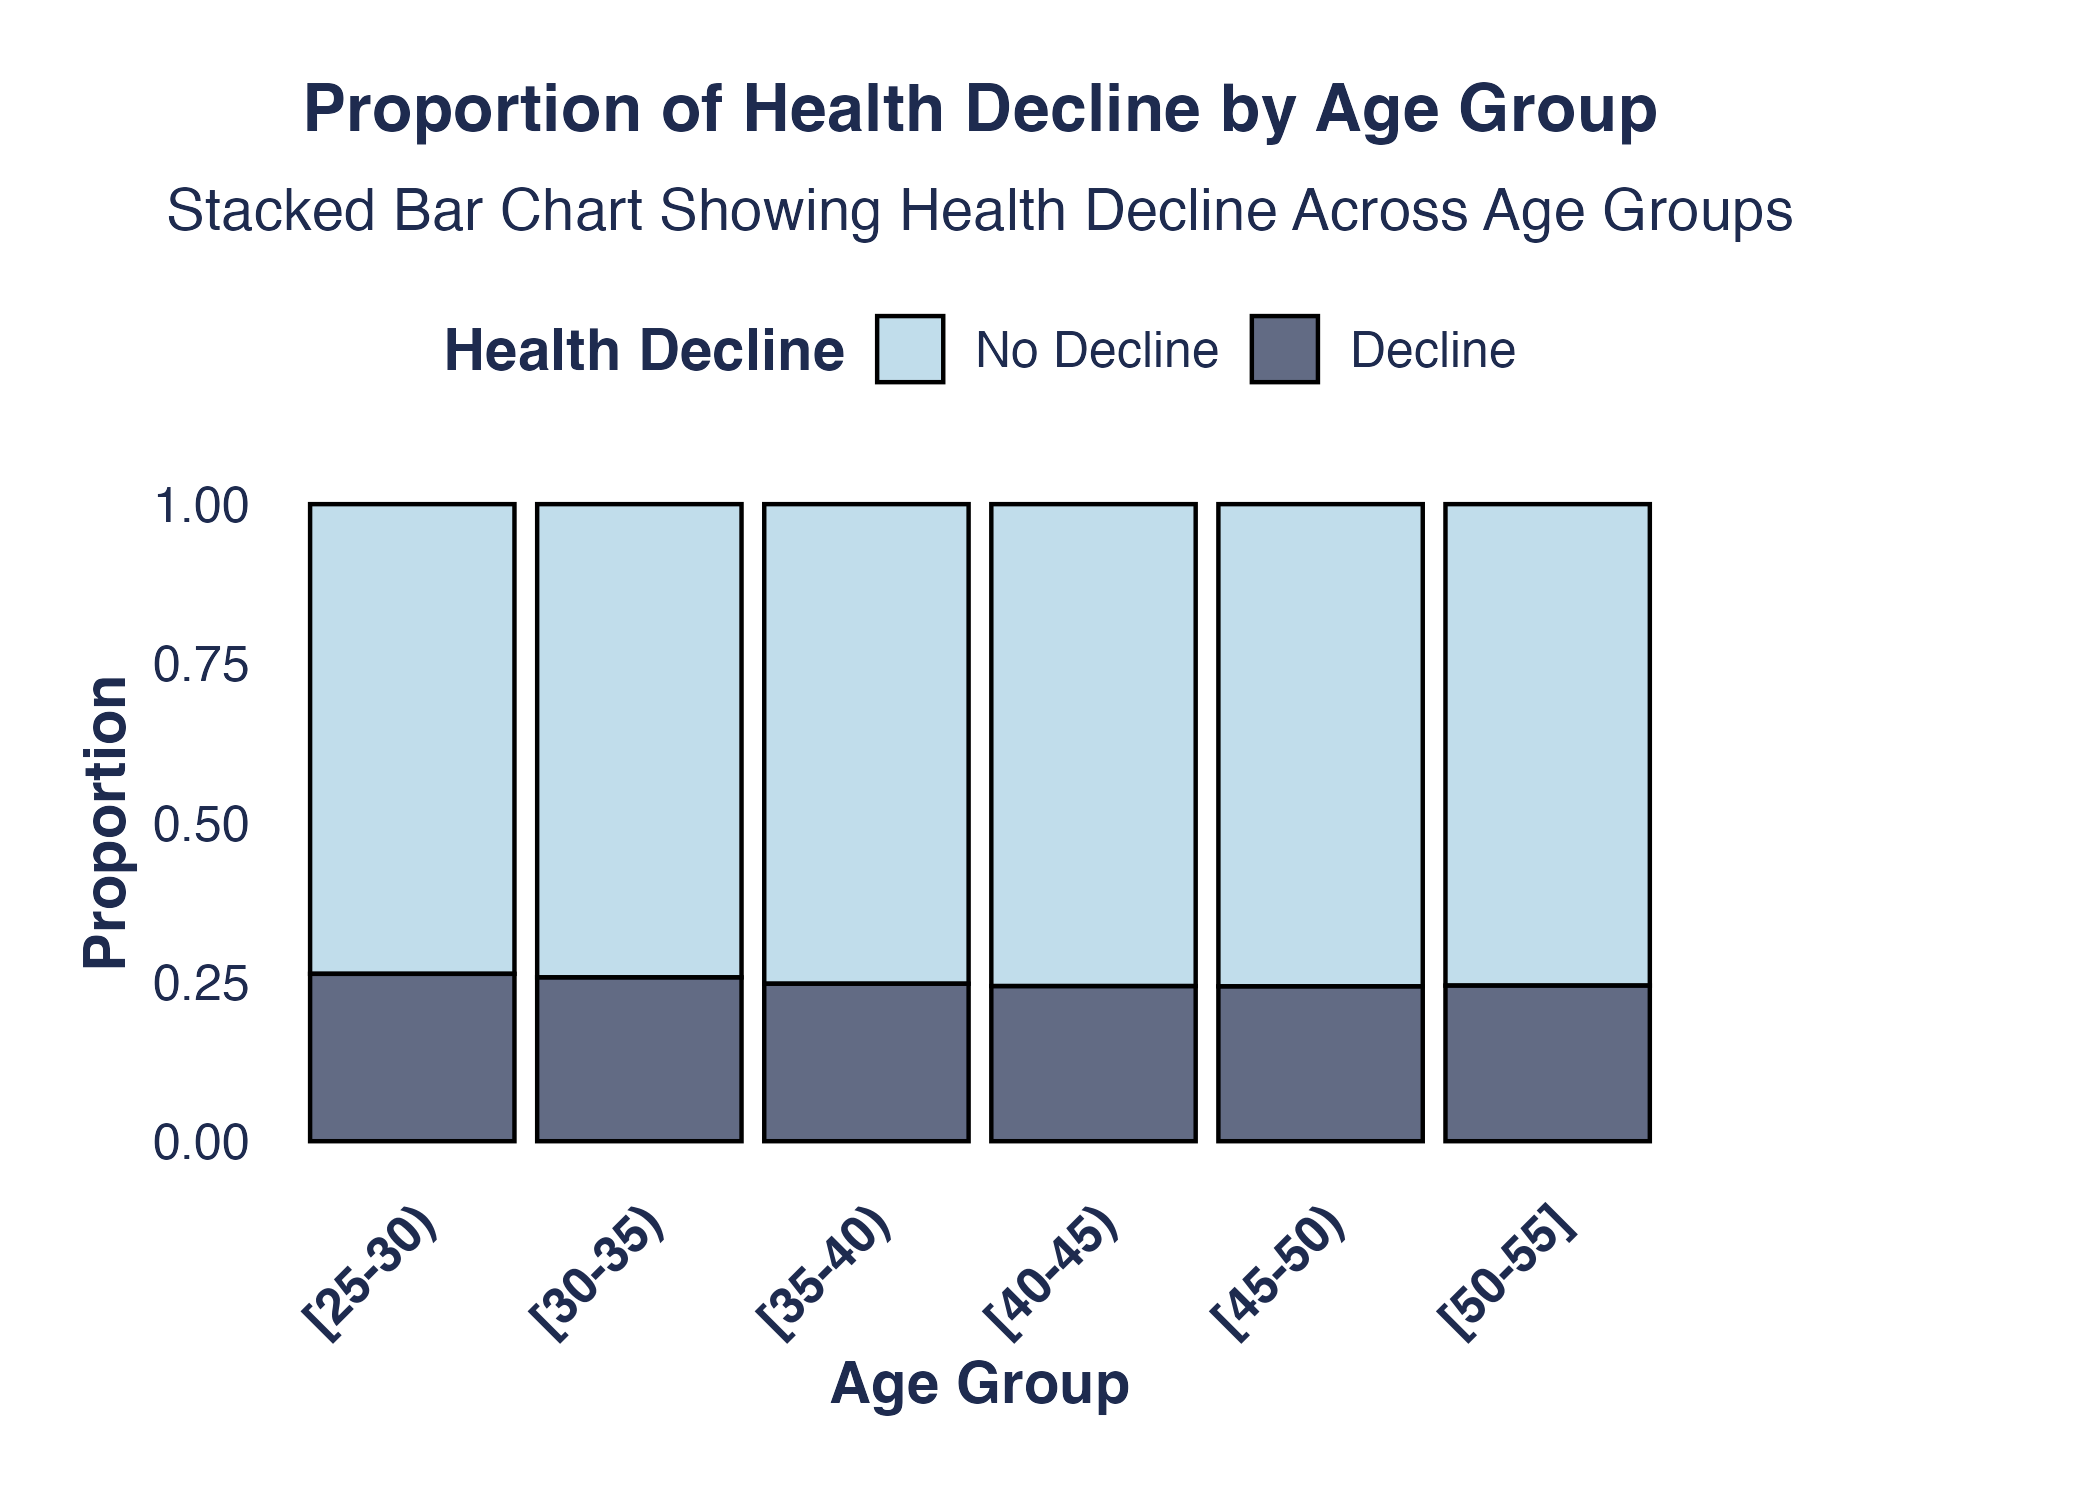 Proportion of Health Decline by Age Group
Stacked Bar Chart Showing Health Decline Across Age Groups
Health Decline No Decline Decline
1.00
0.75
0.50
0.25
0.00
Proportion
[25-30) [30-35) [35-40) [40-45) [45-50) [50-55]
Age Group